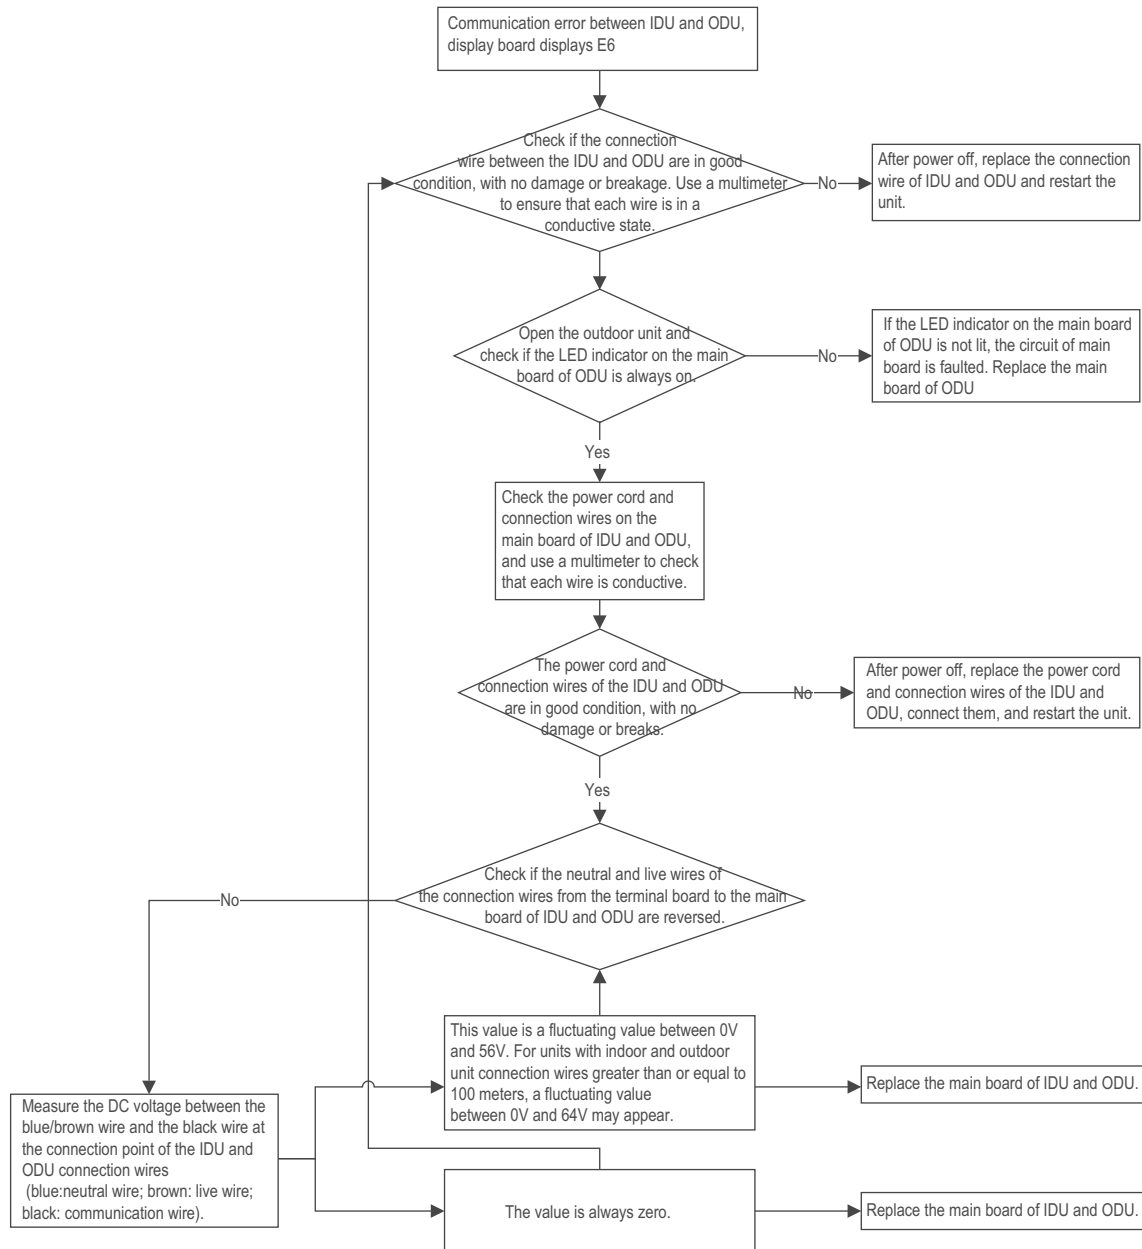 Communication error between IDU and ODU,
display board displays E6
Check if the connection
wire between the IDU and ODU are in good
condition, with no damage or breakage. Use a multimeter
to ensure that each wire is in a
conductive state.
No
After power off, replace the connection
wire of IDU and ODU and restart the
unit.
Open the outdoor unit and
check if the LED indicator on the main
board of ODU is always on.
No
If the LED indicator on the main board
of ODU is not lit, the circuit of main
board is faulted. Replace the main
board of ODU
Yes
Check the power cord and
connection wires on the
main board of IDU and ODU,
and use a multimeter to check
that each wire is conductive.
The power cord and
connection wires of the IDU and ODU
are in good condition, with no
damage or breaks.
No
After power off, replace the power cord
and connection wires of the IDU and
ODU, connect them, and restart the unit.
Yes
Check if the neutral and live wires of
the connection wires from the terminal board to the main
board of IDU and ODU are reversed.
No
This value is a fluctuating value between 0V
and 56V. For units with indoor and outdoor
unit connection wires greater than or equal to
100 meters, a fluctuating value
between 0V and 64V may appear.
Replace the main board of IDU and ODU.
Measure the DC voltage between the
blue/brown wire and the black wire at
the connection point of the IDU and
ODU connection wires
(blue:neutral wire; brown: live wire;
black: communication wire).
The value is always zero.
Replace the main board of IDU and ODU.